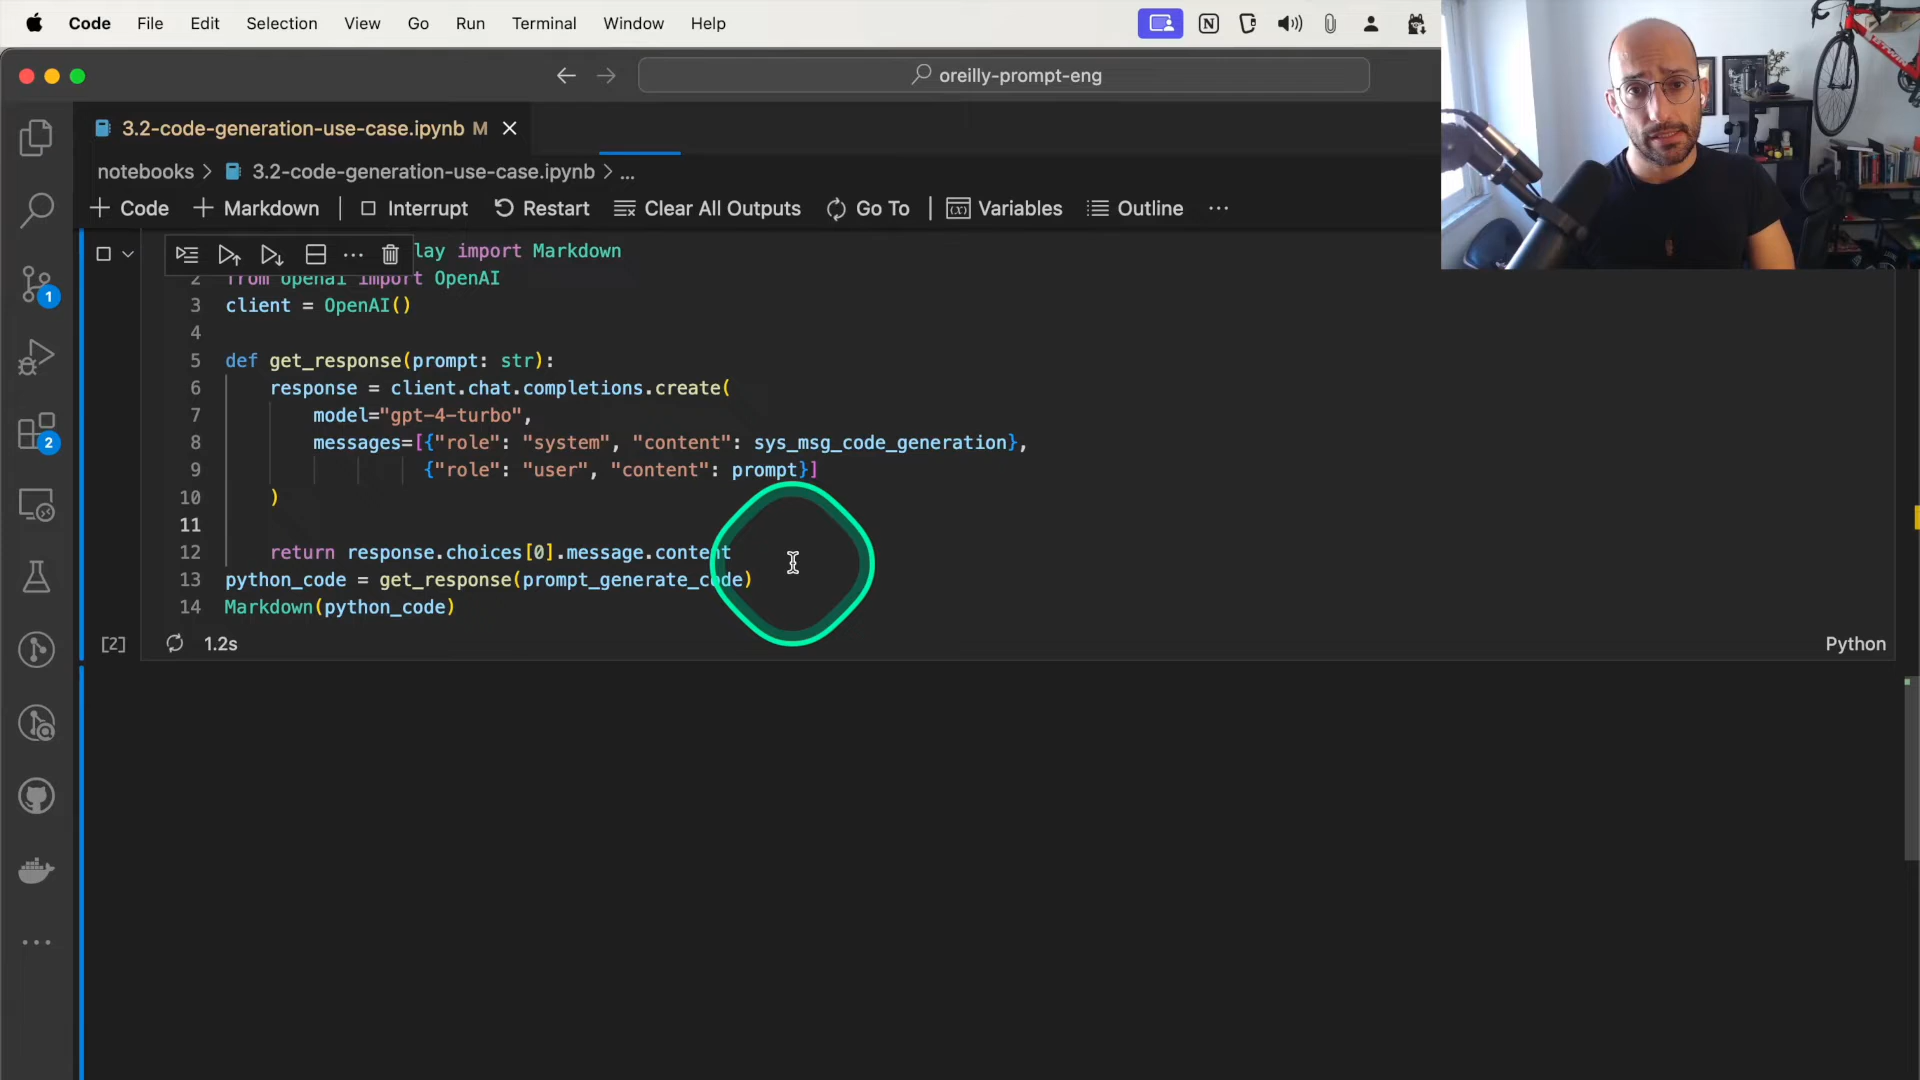 Code File Edit Selection View Go Run Terminal Window Help
oreilly-prompt-eng
3.2-code-generation-use-case.ipynb M
notebooks > 3.2-code-generation-use-case.ipynb > ...
+ Code + Markdown | Interrupt Restart Clear All Outputs Go To | Variables Outline ...
lay import Markdown
2 from openai import OpenAI
3 client = OpenAI()
4
5 def get_response(prompt: str):
6 response = client.chat.completions.create(
7 model="gpt-4-turbo",
8 messages=[{"role": "system", "content": sys_msg_code_generation},
9 {"role": "user", "content": prompt}]
10 )
11
12 return response.choices[0].message.content
13 python_code = get_response(prompt_generate_code)
14 Markdown(python_code)
[2] 1.2s Python
1
2